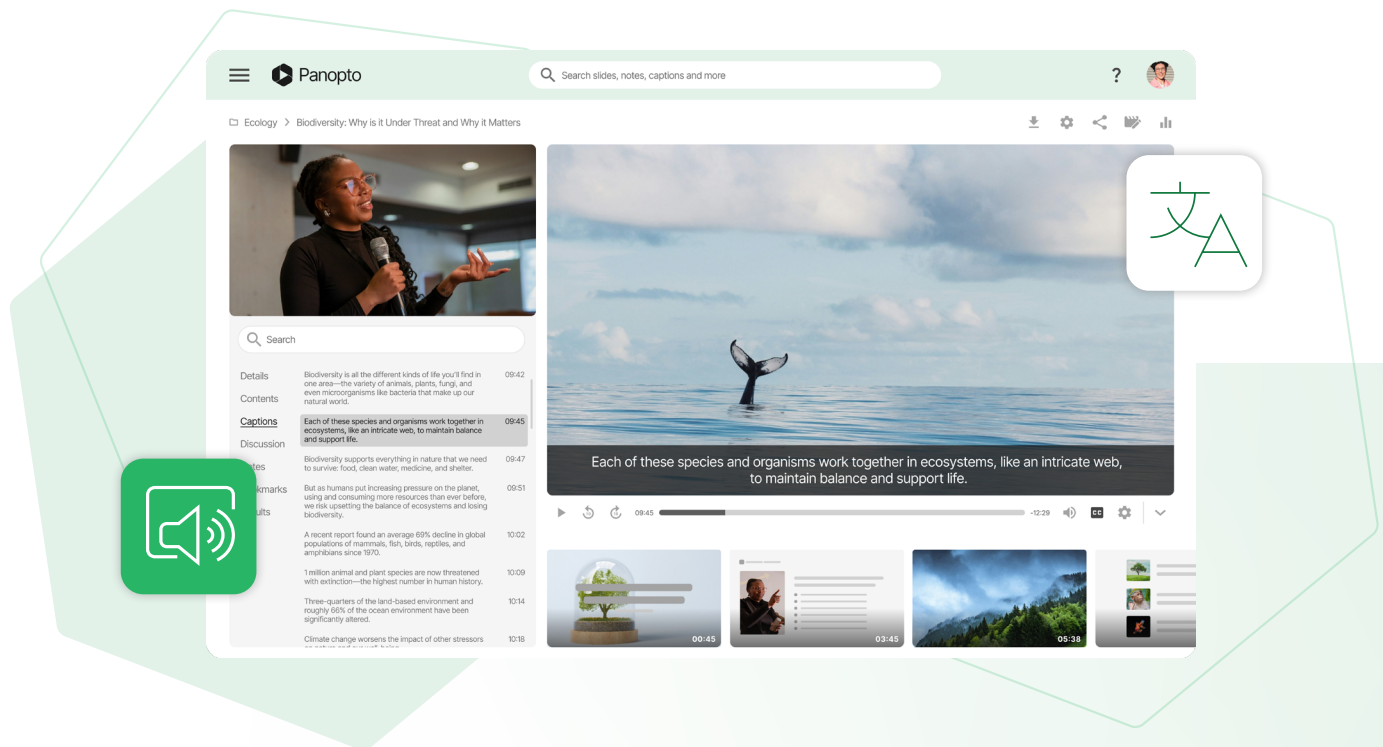 Panopto
Search slides, notes, captions and more
?
Ecology > Biodiversity: Why is it Under Threat and Why it Matters
文A
Search
Details
Contents
Captions
Discussion
Biodiversity is all the different kinds of life you'll find in
one area—the variety of animals, plants, fungi, and
even microorganisms like bacteria that make up our
natural world.
09:42
Each of these species and organisms work together in
ecosystems, like an intricate web, to maintain balance
and support life.
09:45
Biodiversity supports everything in nature that we need
to survive: food, clean water, medicine, and shelter.
09:47
But as humans put increasing pressure on the planet,
using and consuming more resources than ever before,
we risk upsetting the balance of ecosystems and losing
biodiversity.
09:51
A recent report found an average 69% decline in global
populations of mammals, fish, birds, reptiles, and
amphibians since 1970.
10:02
1 million animal and plant species are now threatened
with extinction—the highest number in human history.
10:09
Three-quarters of the land-based environment and
roughly 66% of the ocean environment have been
significantly altered.
10:14
Climate change worsens the impact of other stressors
10:18
Each of these species and organisms work together in ecosystems, like an intricate web,
to maintain balance and support life.
09:45
-12:29
CC
00:45
03:45
05:38